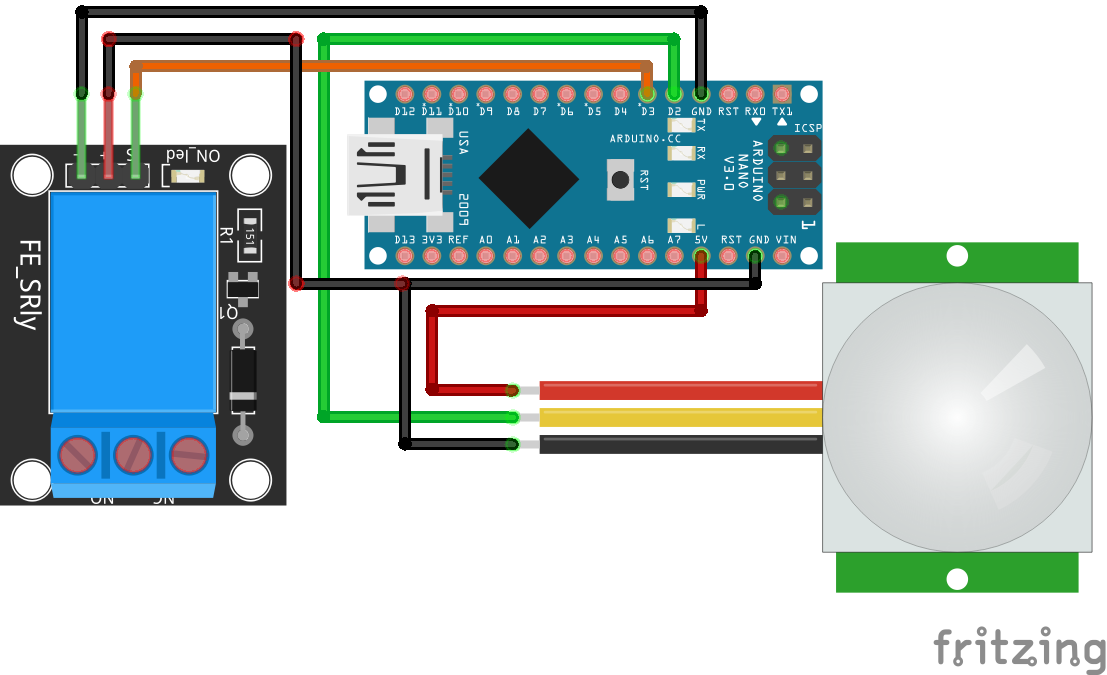 D12 D11 D10 D9 D8 D7 D6 D5 D4 D3 D2 GND RST RX0 TX1
TX
RX
PWR
L
ARDUINO.CC
ICSP
1
ARDUINO
NANO
V3.0
USA
2009
RST
D13 3V3 REF A0 A1 A2 A3 A4 A5 A6 A7 5V RST GND VIN
- + S
ON_led
R1
151
Q1
FE_SRly
NO NC
fritzing